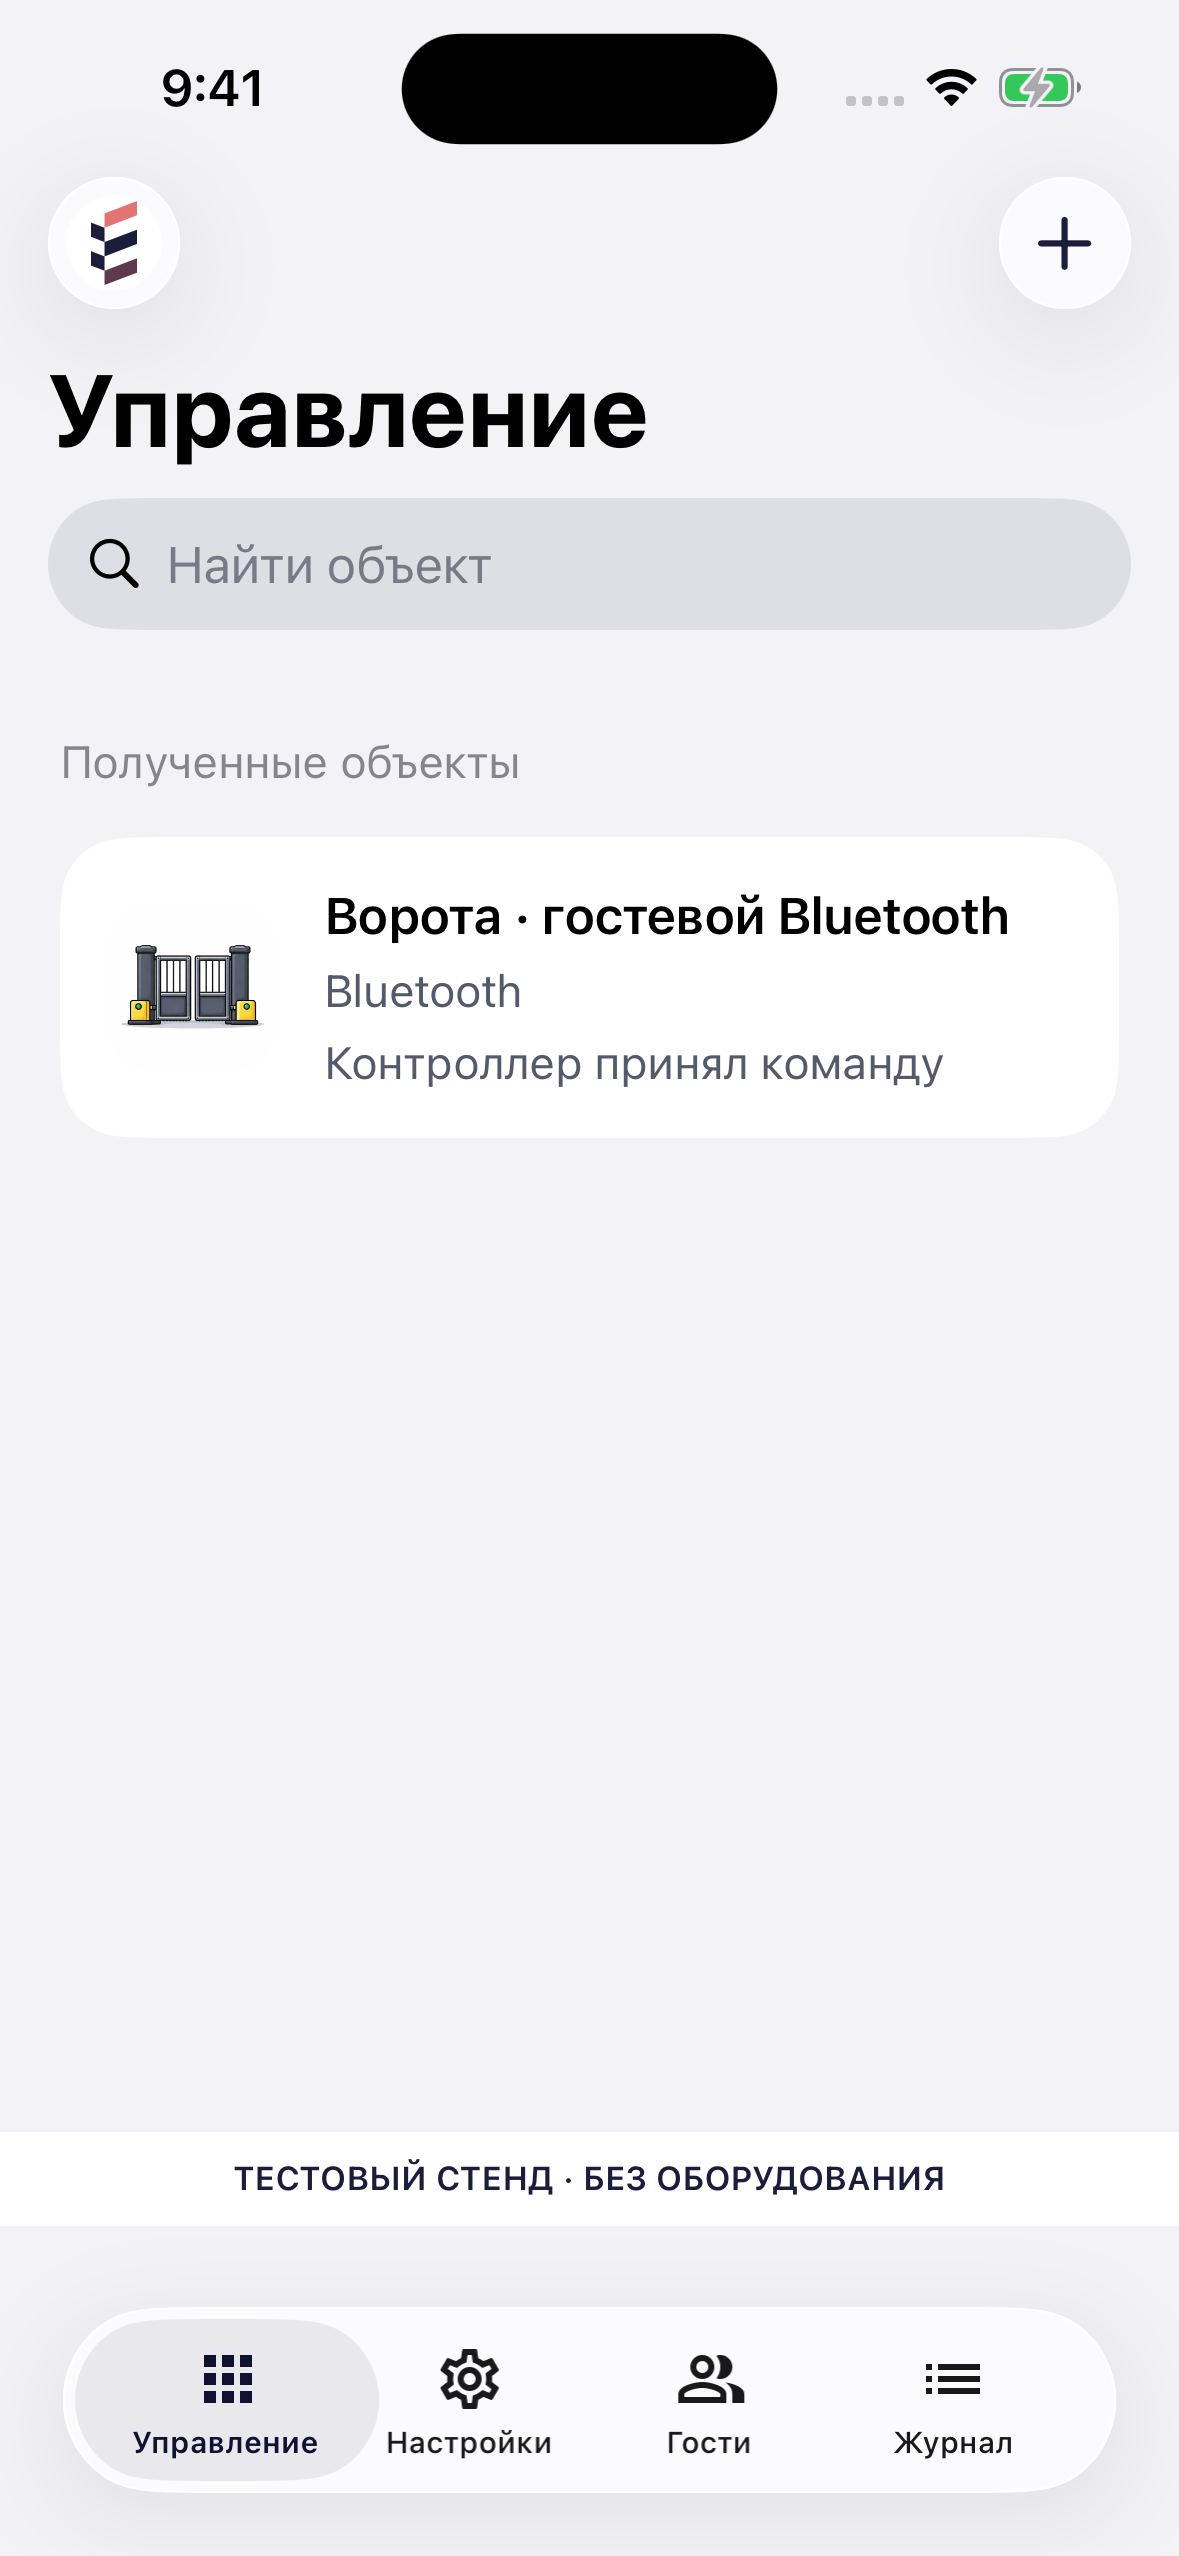 9:41
Управление
Найти объект
Полученные объекты
Ворота · гостевой Bluetooth
Bluetooth
Контроллер принял команду
ТЕСТОВЫЙ СТЕНД · БЕЗ ОБОРУДОВАНИЯ
Управление
Настройки
Гости
Журнал